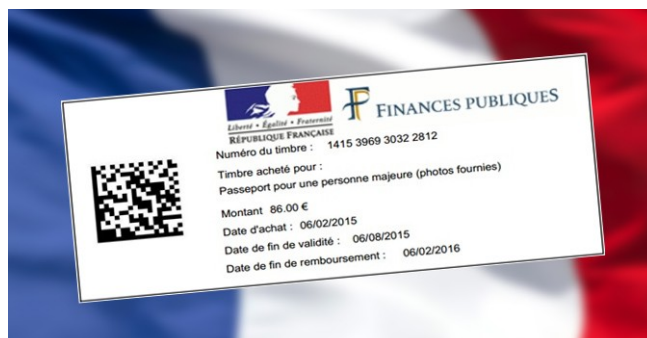 Liberté • Égalité • Fraternité
RÉPUBLIQUE FRANÇAISE
FINANCES PUBLIQUES
Numéro du timbre : 1415 3969 3032 2812
Timbre acheté pour :
Passeport pour une personne majeure (photos fournies)
Montant 86.00 €
Date d'achat : 06/02/2015
Date de fin de validité : 06/08/2015
Date de fin de remboursement : 06/02/2016